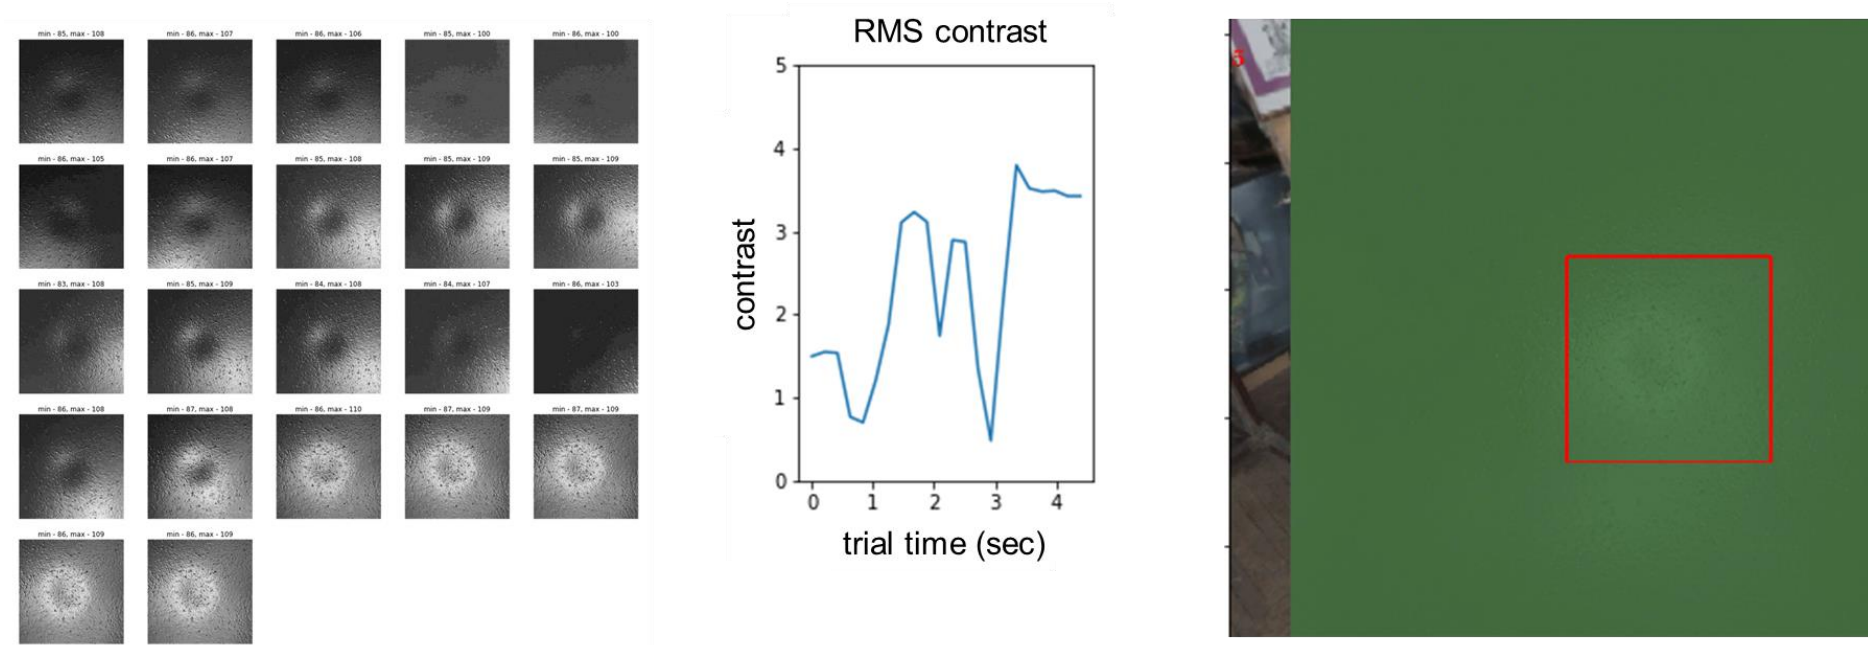 min - 85, max - 108
min - 86, max - 107
min - 86, max - 106
min - 85, max - 100
min - 86, max - 100
min - 86, max - 105
min - 86, max - 107
min - 85, max - 108
min - 85, max - 109
min - 85, max - 109
min - 83, max - 108
min - 85, max - 109
min - 84, max - 108
min - 84, max - 107
min - 86, max - 103
min - 86, max - 108
min - 87, max - 108
min - 86, max - 110
min - 87, max - 109
min - 87, max - 109
min - 86, max - 109
min - 86, max - 109
RMS contrast
5
4
3
2
1
0
contrast
0 1 2 3 4
trial time (sec)